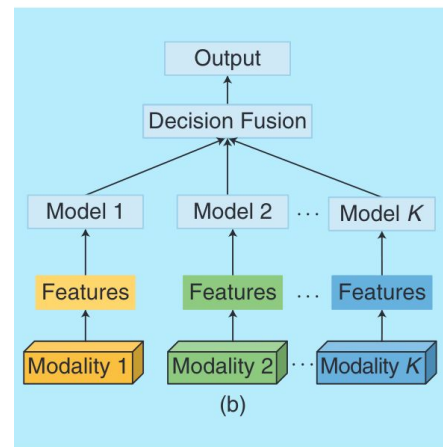 Output
Decision Fusion
Model 1 Model 2 ... Model K
Features Features ... Features
Modality 1 Modality 2 ... Modality K
(b)